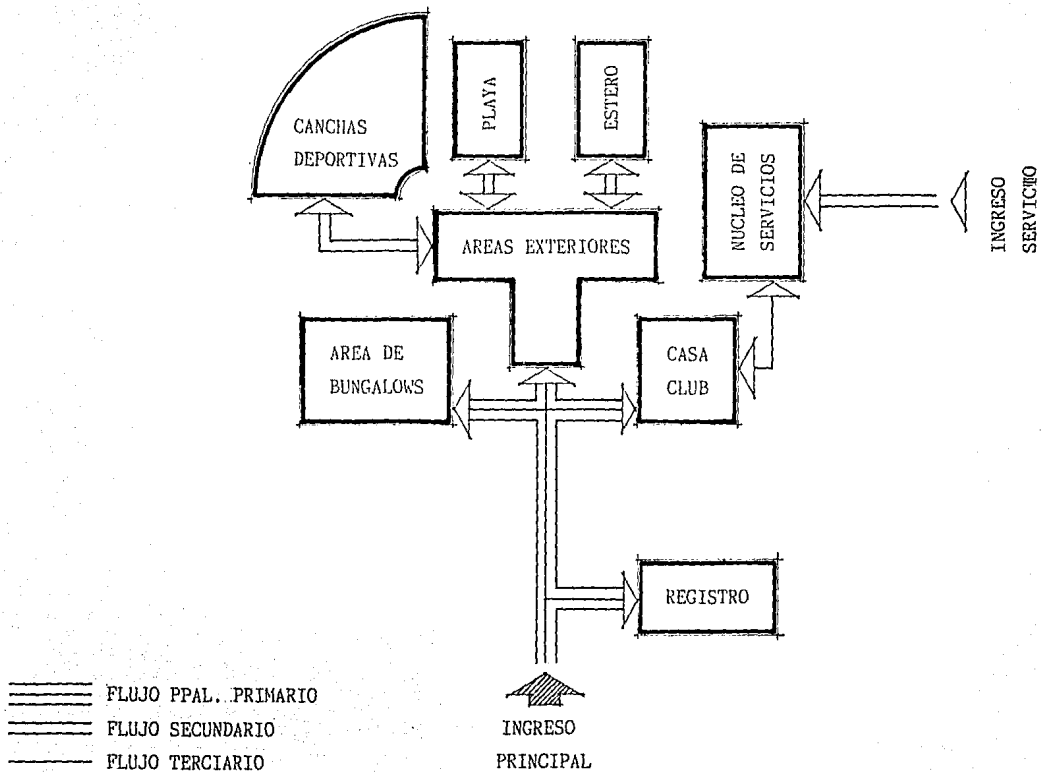 CANCHAS
DEPORTIVAS
PLAYA
ESTERO
NUCLEO DE
SERVICIOS
INGRESO
SERVICIO
AREAS EXTERIORES
AREA DE
BUNGALOWS
CASA
CLUB
REGISTRO
FLUJO PPAL. PRIMARIO
FLUJO SECUNDARIO
FLUJO TERCIARIO
INGRESO
PRINCIPAL